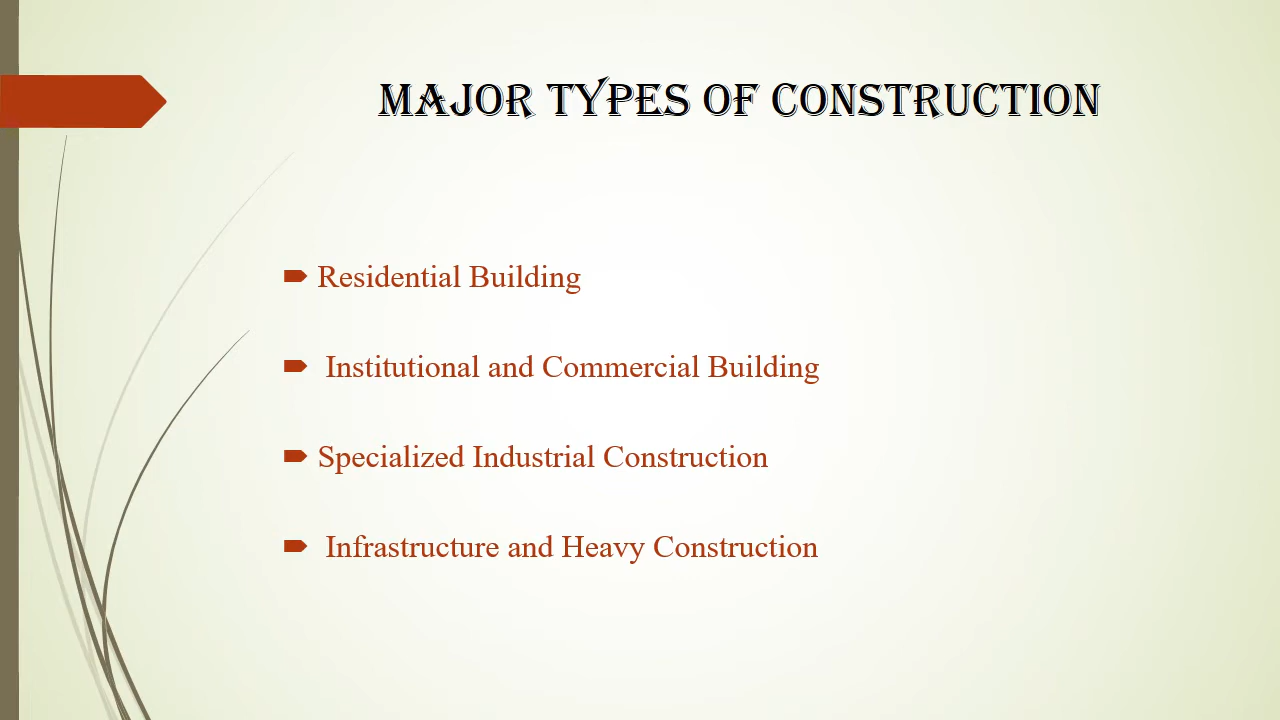 MAJOR TYPES OF CONSTRUCTION
Residential Building
Institutional and Commercial Building
Specialized Industrial Construction
Infrastructure and Heavy Construction